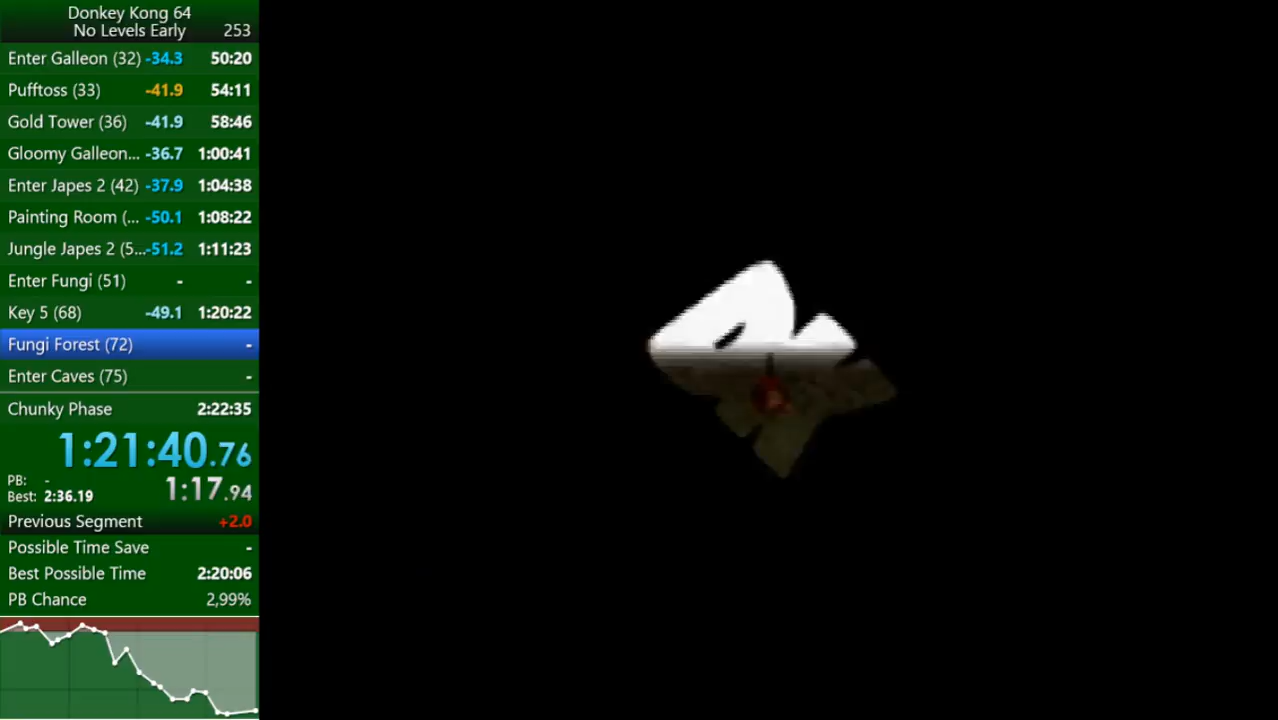 Donkey Kong 64
No Levels Early 253
Enter Galleon (32) -34.3 50:20
Pufftoss (33) -41.9 54:11
Gold Tower (36) -41.9 58:46
Gloomy Galleon... -36.7 1:00:41
Enter Japes 2 (42) -37.9 1:04:38
Painting Room (... -50.1 1:08:22
Jungle Japes 2 (5... -51.2 1:11:23
Enter Fungi (51) - -
Key 5 (68) -49.1 1:20:22
Fungi Forest (72) -
Enter Caves (75) -
Chunky Phase 2:22:35
1:21:40.76
PB: -
Best: 2:36.19 1:17.94
Previous Segment +2.0
Possible Time Save -
Best Possible Time 2:20:06
PB Chance 2,99%